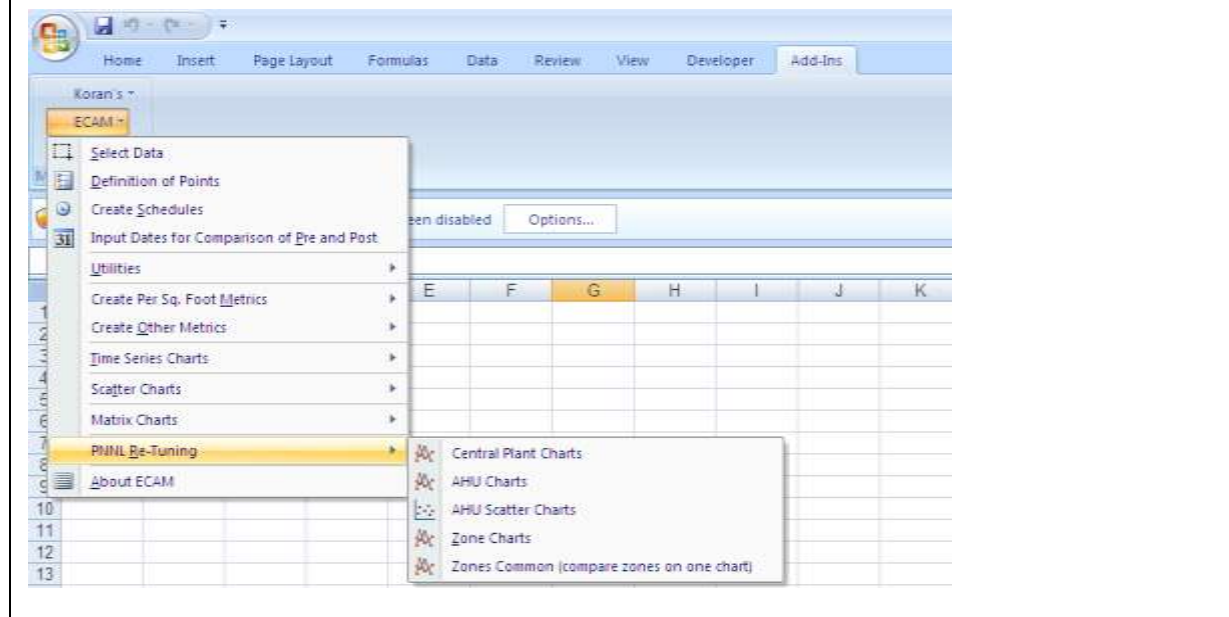 Home Insert Page Layout Formulas Data Review View Developer Add-Ins
Koran's
ECAM
Select Data
Definition of Points
Create Schedules
een disabled Options...
31 Input Dates for Comparison of Pre and Post
Utilities
E F G H I J K
Create Per Sq. Foot Metrics
1
Create Other Metrics
2
Time Series Charts
3
4
Scatter Charts
5
Matrix Charts
6
7
PNNL Re-Tuning
Central Plant Charts
8
About ECAM
AHU Charts
9
10
AHU Scatter Charts
11
Zone Charts
12
Zones Common (compare zones on one chart)
13